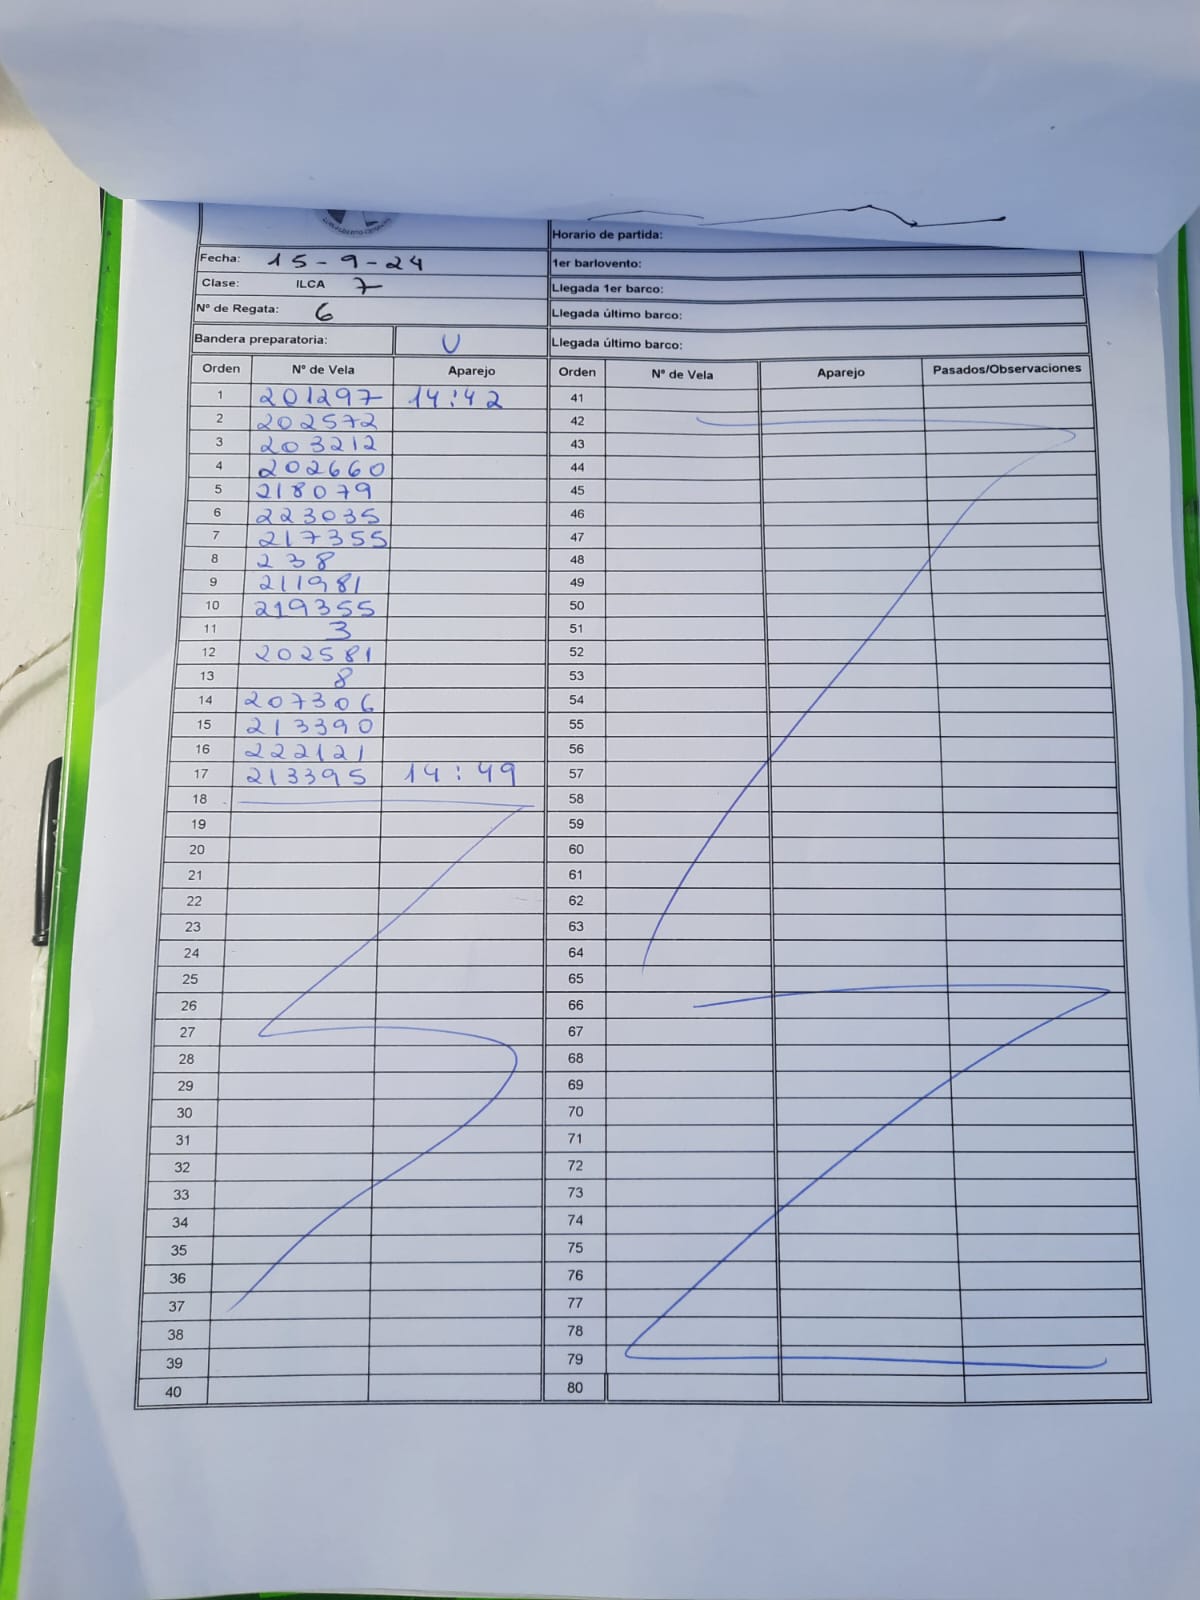 Horario de partida:
Fecha: 15-9-24
1er barlovento:
Clase: ILCA 7
Llegada 1er barco:
Nº de Regata: 6
Llegada último barco:
Bandera preparatoria: U
Llegada último barco:
Orden Nº de Vela Aparejo Orden Nº de Vela Aparejo Pasados/Observaciones
1 201297 14:42 41
2 202572 42
3 203212 43
4 202660 44
5 218079 45
6 223035 46
7 217355 47
8 238 48
9 211981 49
10 219355 50
11 3 51
12 202581 52
13 8 53
14 207306 54
15 213390 55
16 222121 56
17 213395 14:49 57
18 58
19 59
20 60
21 61
22 62
23 63
24 64
25 65
26 66
27 67
28 68
29 69
30 70
31 71
32 72
33 73
34 74
35 75
36 76
37 77
38 78
39 79
40 80